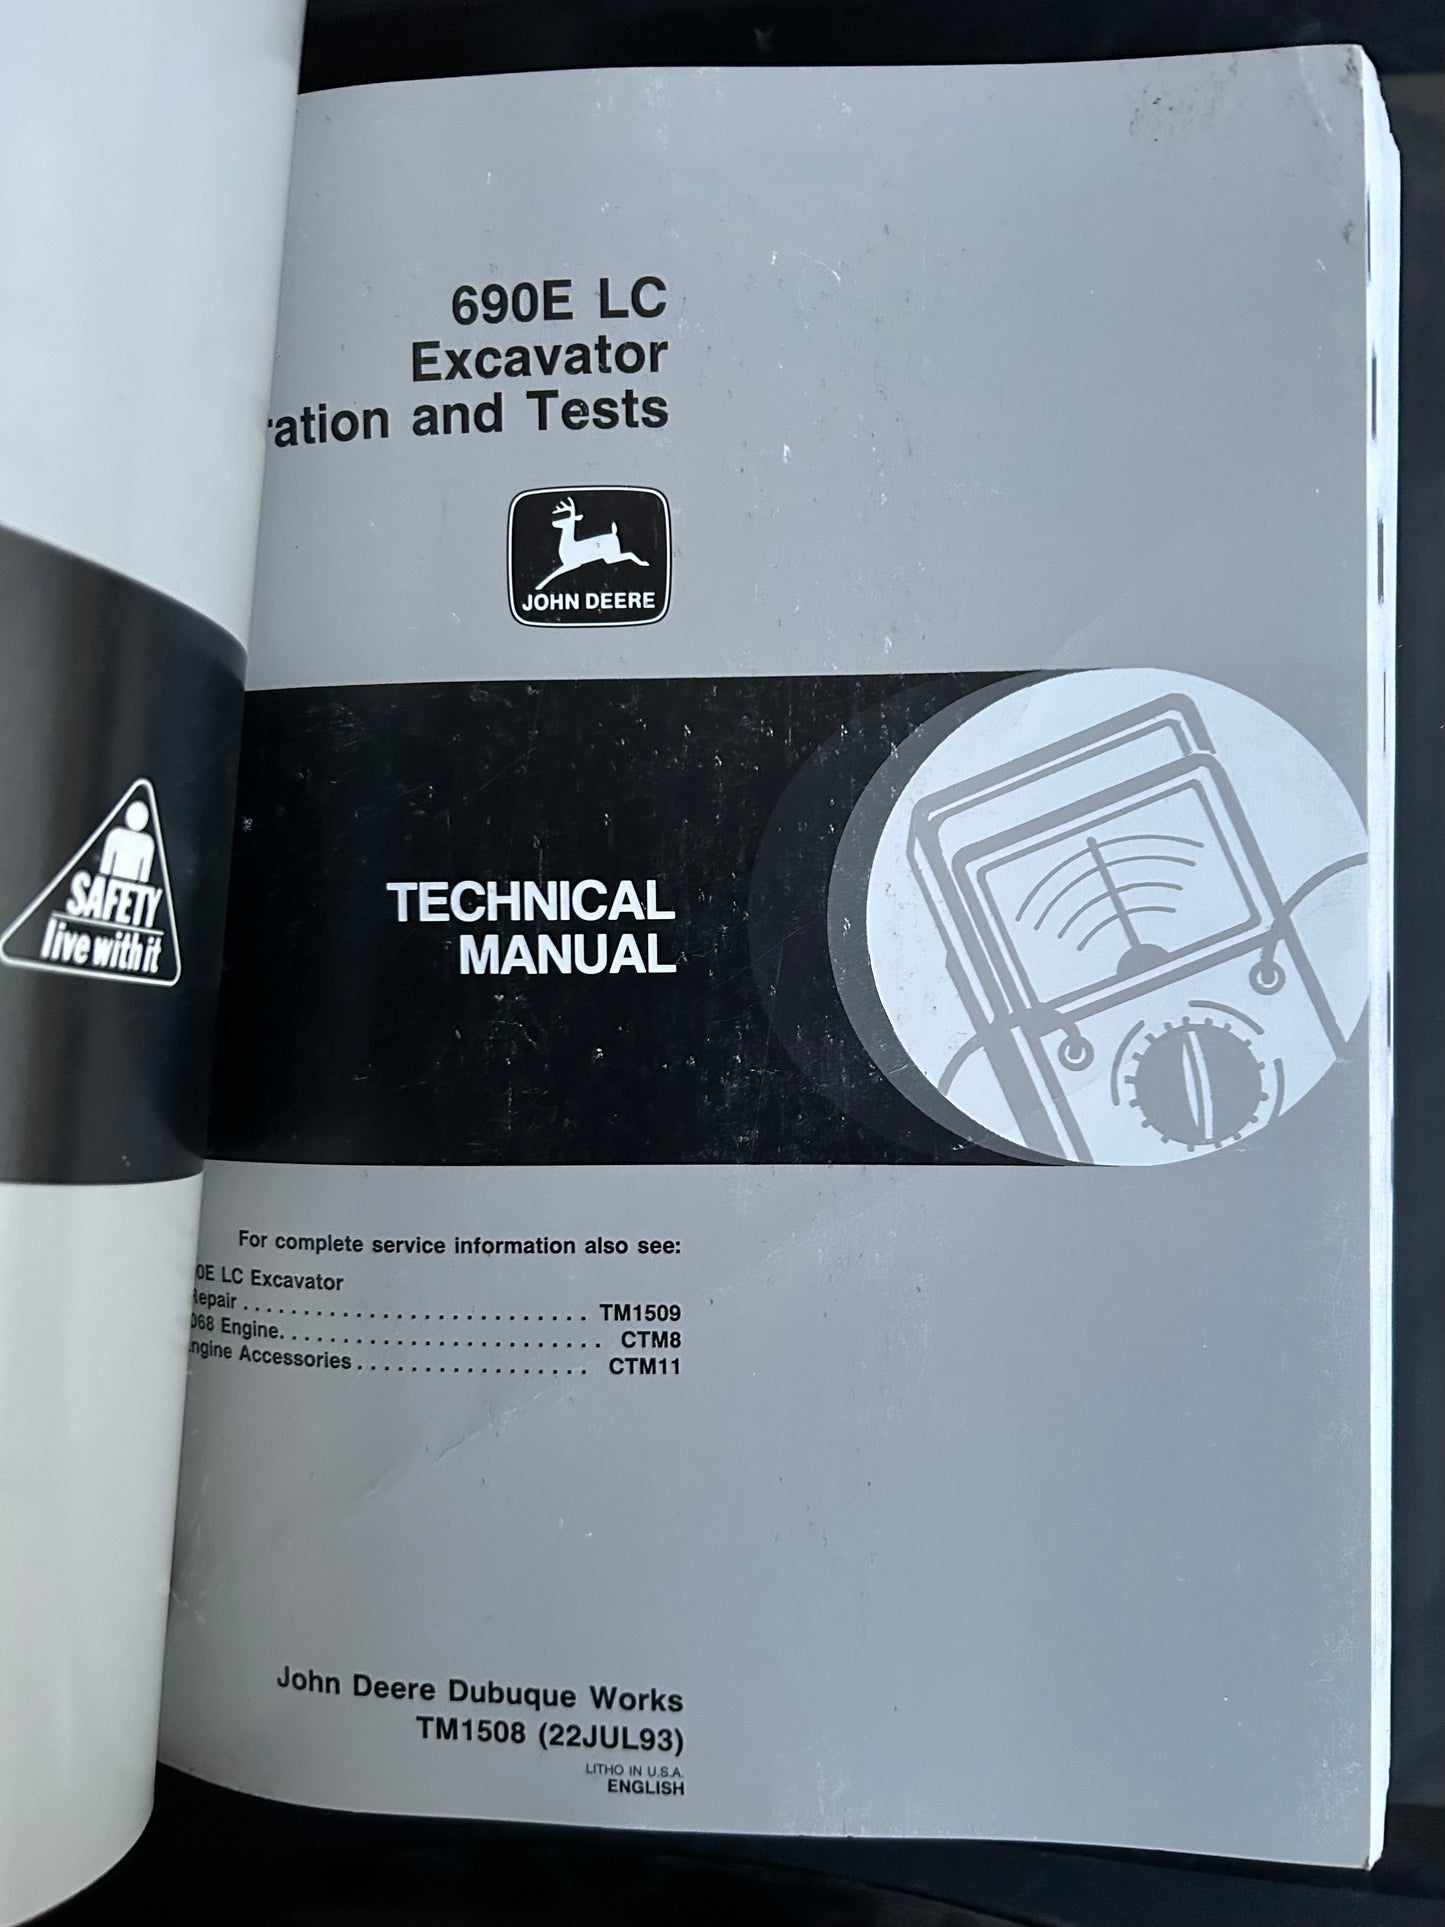 690E LC
Excavator
ration and Tests
JOHN DEERE
TECHNICAL
MANUAL
SAFETY
live with it
For complete service information also see:
0E LC Excavator
Repair . . . . . . . . . . . . . . . . . . . . . . . . . . . . . TM1509
068 Engine. . . . . . . . . . . . . . . . . . . . . . . . . . . CTM8
ngine Accessories . . . . . . . . . . . . . . . . . CTM11
John Deere Dubuque Works
TM1508 (22JUL93)
LITHO IN U.S.A.
ENGLISH